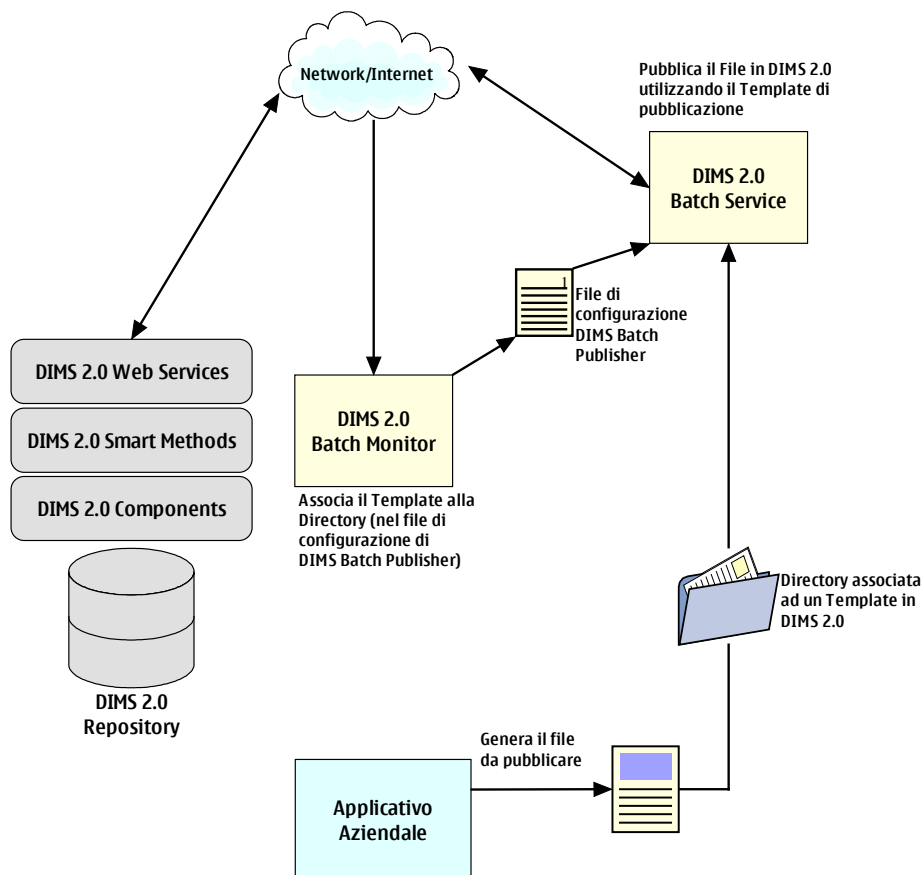 Network/Internet
Pubblica il File in DIMS 2.0
utilizzando il Template di
pubblicazione
DIMS 2.0
Batch Service
1
File di
configurazione
DIMS Batch
Publisher
DIMS 2.0 Web Services
DIMS 2.0 Smart Methods
DIMS 2.0 Components
DIMS 2.0
Repository
DIMS 2.0
Batch Monitor
Associa il Template alla
Directory (nel file di
configurazione di
DIMS Batch Publisher)
Directory associata
ad un Template in
DIMS 2.0
Genera il file
da pubblicare
Applicativo
Aziendale